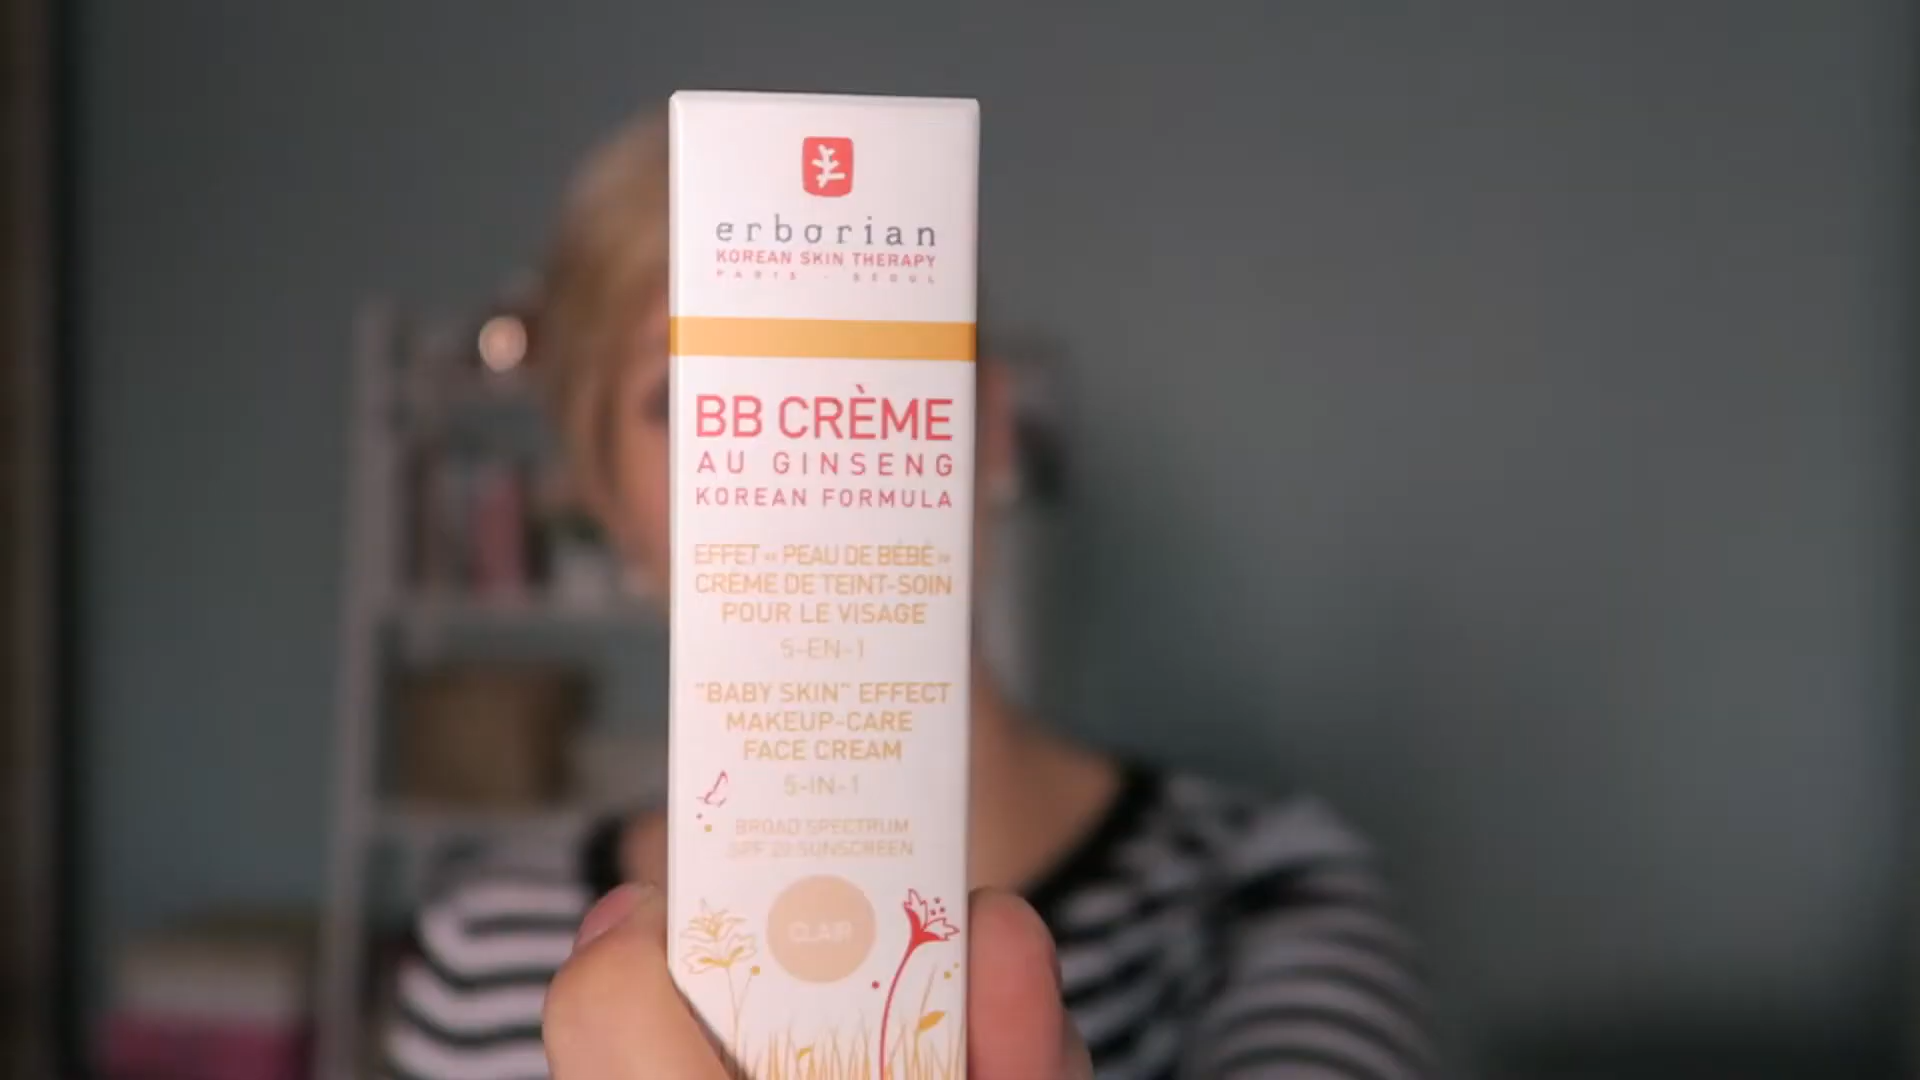 erborian
KOREAN SKIN THERAPY
PARIS - SEOUL
BB CRÈME
AU GINSENG
KOREAN FORMULA
EFFET « PEAU DE BÉBÉ »
CRÈME DE TEINT-SOIN
POUR LE VISAGE
5-EN-1
"BABY SKIN" EFFECT
MAKEUP-CARE
FACE CREAM
5-IN-1
BROAD SPECTRUM
SPF 20 SUNSCREEN
CLAIR